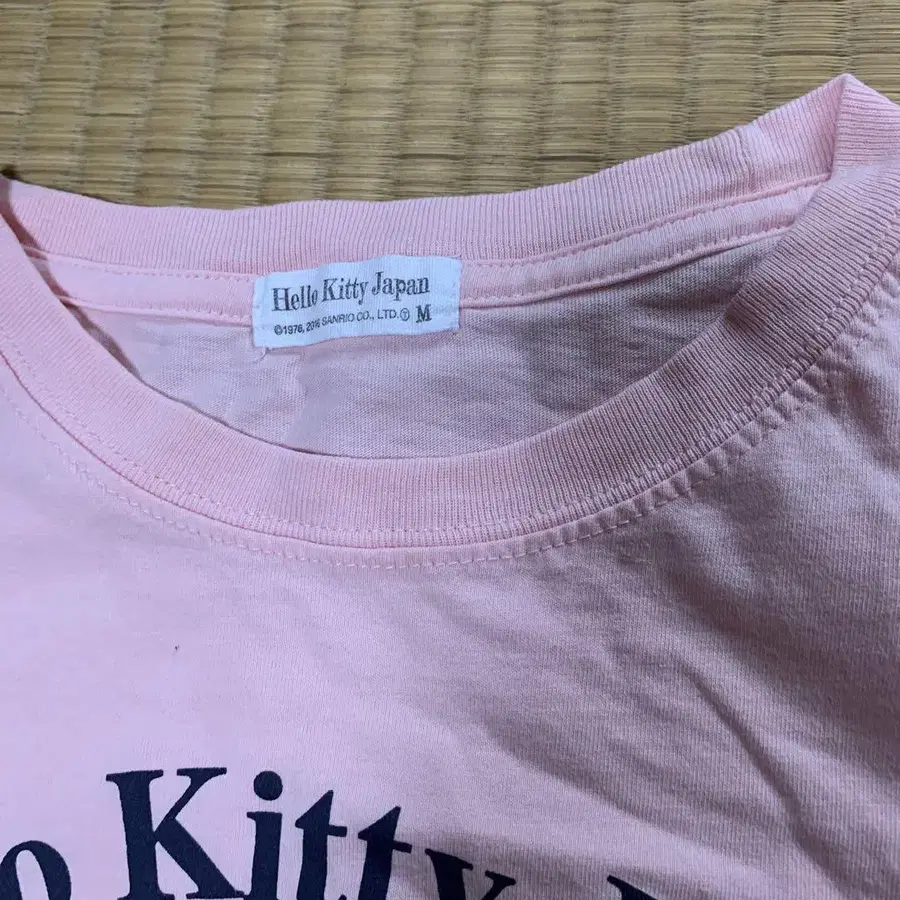 Hello Kitty Japan
©1976, 2016 SANRIO CO., LTD. Ⓣ M
o Kitty